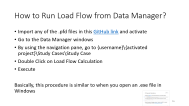 How to Run Load Flow from Data Manager?
• Import any of the .pfd files in this GitHub link and activate
• Go to the Data Manager windows
• By using the navigation pane, go to \username\(activated
project)\Study Cases\Study Case
• Double Click on Load Flow Calculation
• Execute
Basically, this procedure is similar to when you open an .exe file in
Windows